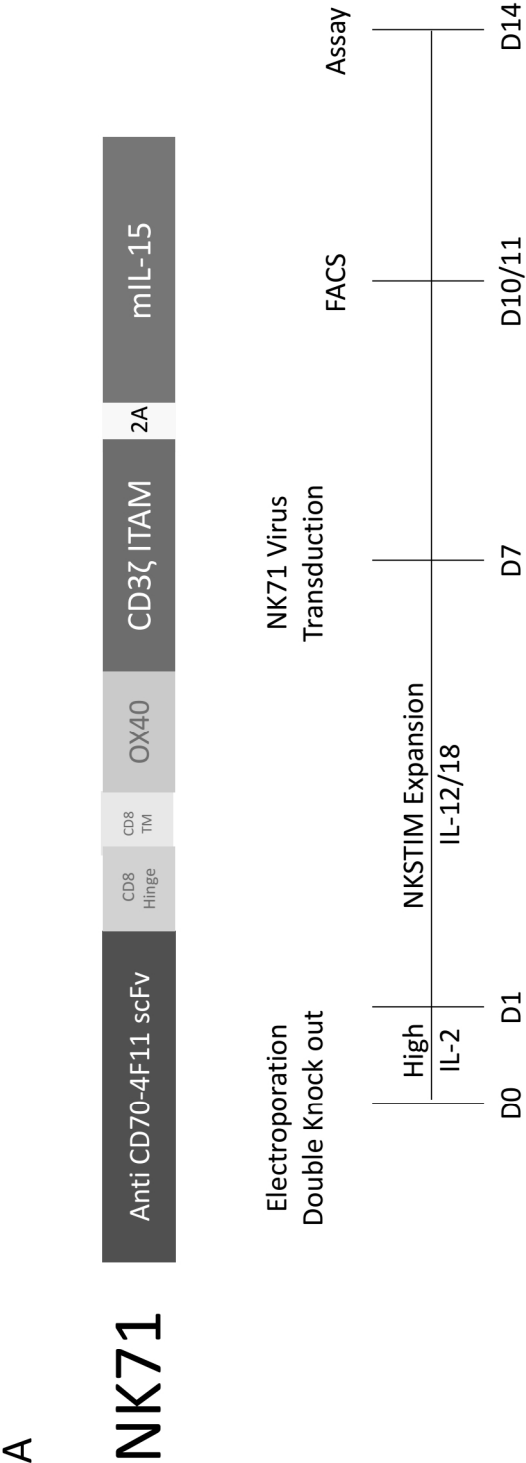 A
NK71
Anti CD70-4F11 scFv
CD8
Hinge
CD8
TM
OX40
CD3ζ ITAM
2A
mIL-15
Electroporation
Double Knock out
NK71 Virus
Transduction
FACS
Assay
High
IL-2
NKSTIM Expansion
IL-12/18
D0
D1
D7
D10/11
D14